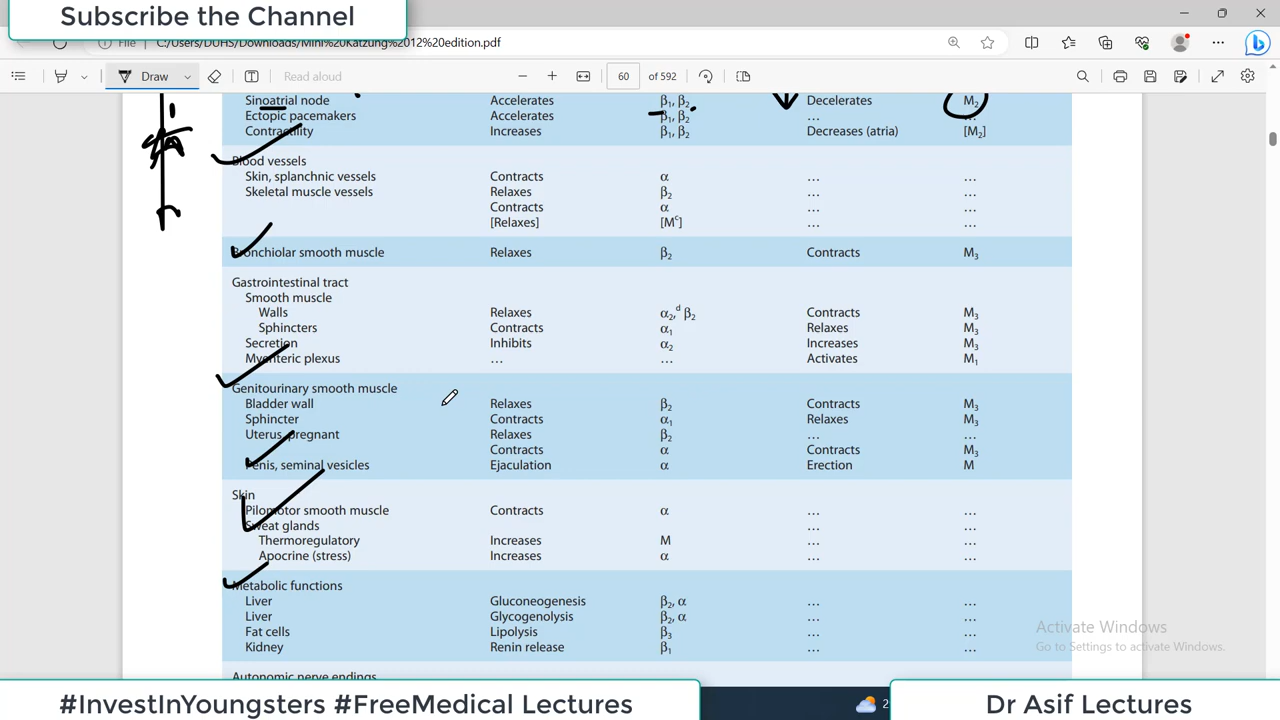 Subscribe the Channel
File C:/Users/DUHS/Downloads/Mini%20Katzung%2012%20edition.pdf
Draw Read aloud 60 of 592
Sinoatrial node Accelerates β1, β2 Decelerates M2
Ectopic pacemakers Accelerates β1, β2 … …
Contractility Increases β1, β2 Decreases (atria) [M2]
Blood vessels
Skin, splanchnic vessels Contracts α … …
Skeletal muscle vessels Relaxes β2 … …
Contracts α … …
[Relaxes] [Mc] … …
Bronchiolar smooth muscle Relaxes β2 Contracts M3
Gastrointestinal tract
Smooth muscle
Walls Relaxes α2,d β2 Contracts M3
Sphincters Contracts α1 Relaxes M3
Secretion Inhibits α2 Increases M3
Myenteric plexus … … Activates M1
Genitourinary smooth muscle
Bladder wall Relaxes β2 Contracts M3
Sphincter Contracts α1 Relaxes M3
Uterus, pregnant Relaxes β2 … …
Contracts α Contracts M3
Penis, seminal vesicles Ejaculation α Erection M
Skin
Pilomotor smooth muscle Contracts α … …
Sweat glands … …
Thermoregulatory Increases M … …
Apocrine (stress) Increases α … …
Metabolic functions
Liver Gluconeogenesis β2, α … …
Liver Glycogenolysis β2, α … …
Fat cells Lipolysis β3 … …
Kidney Renin release β1 … …
Autonomic nerve endings
Activate Windows
Go to Settings to activate Windows.
#InvestInYoungsters #FreeMedical Lectures
Dr Asif Lectures